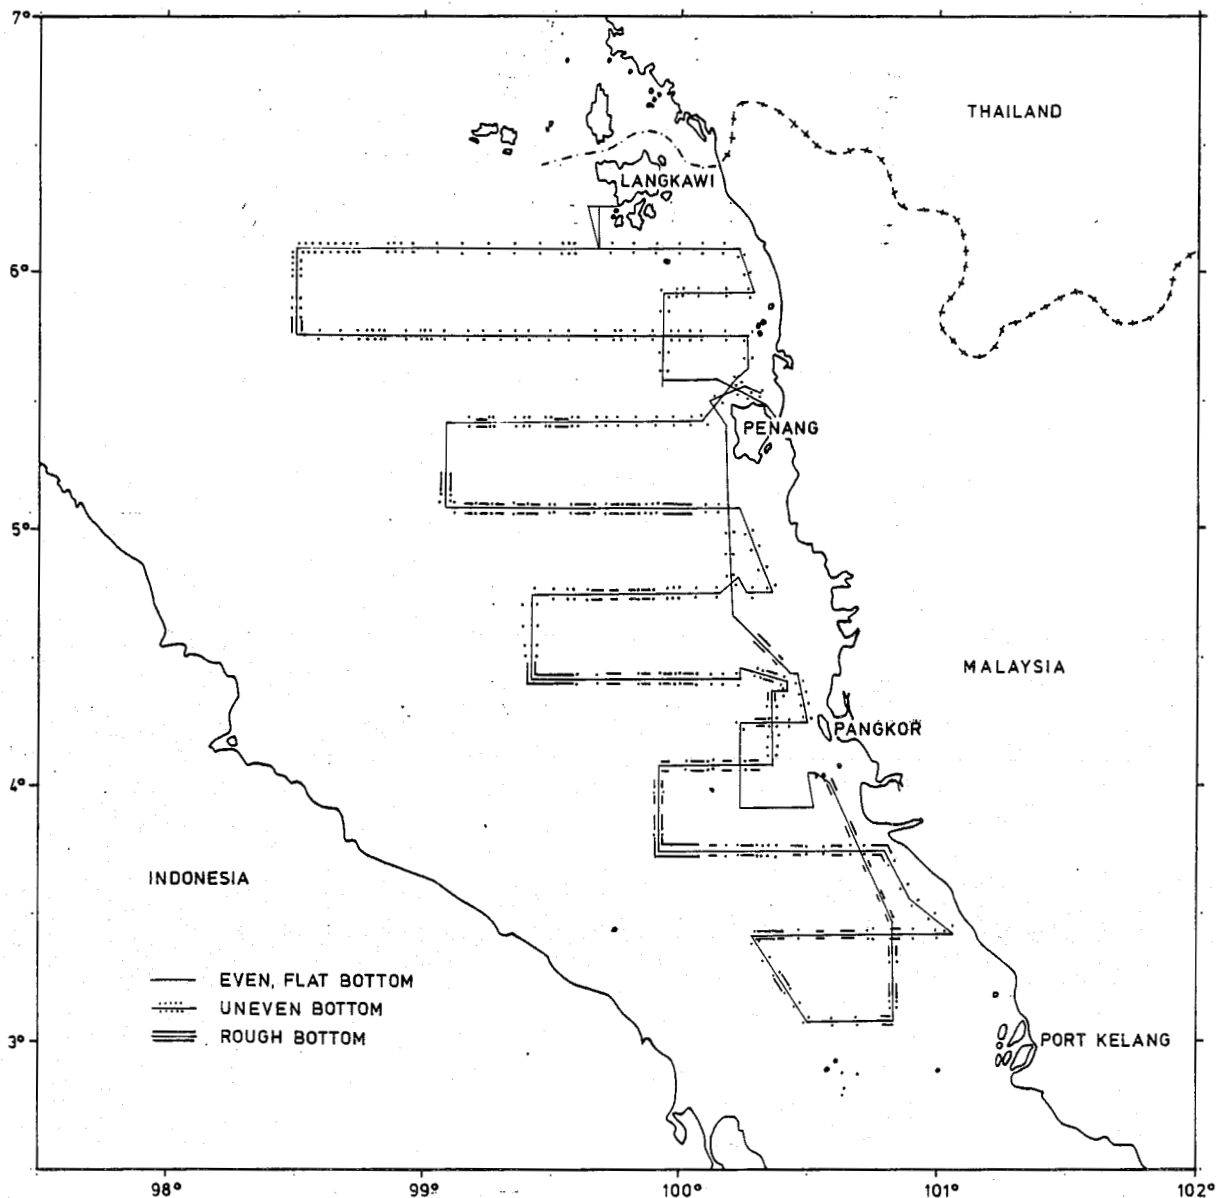 7°
THAILAND
LANGKAWI
6°
PENANG
5°
MALAYSIA
PANGKOR
4°
INDONESIA
EVEN, FLAT BOTTOM
UNEVEN BOTTOM
ROUGH BOTTOM
3°
PORT KELANG
98°
99°
100°
101°
102°